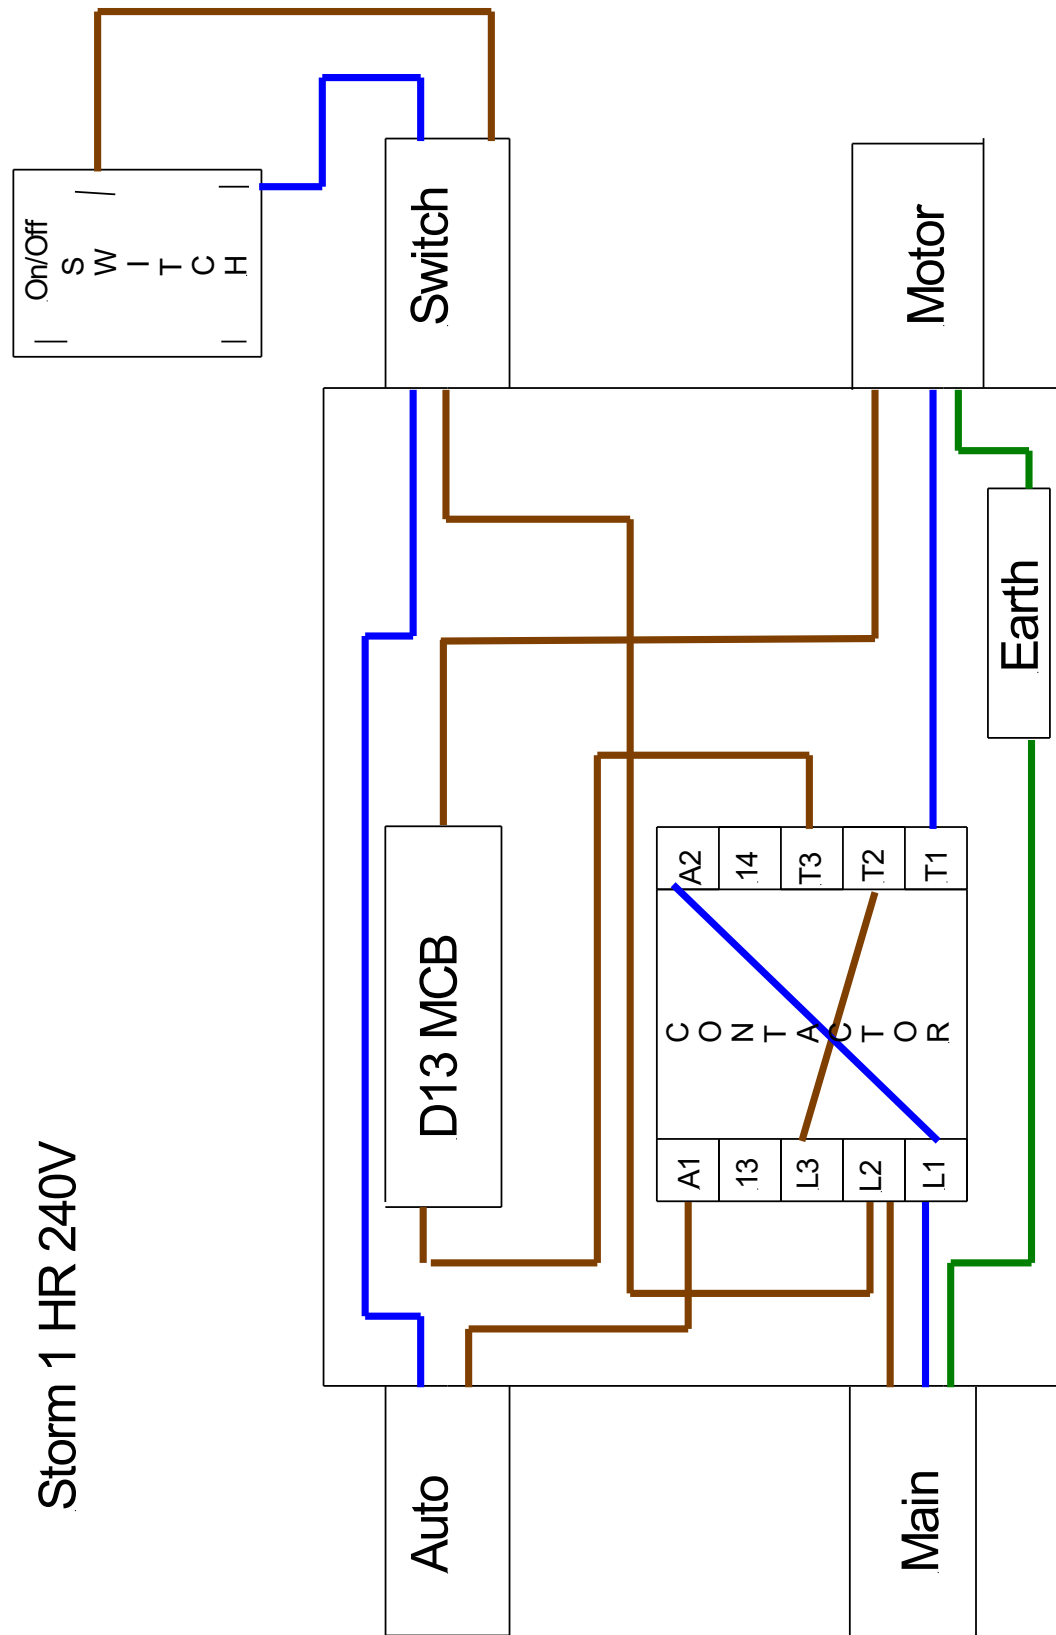 Storm 1 HR 240V
On/Off
SWITCH
Switch
Motor
Earth
D13 MCB
A2
14
T3
T2
T1
CONTACTOR
A1
13
L3
L2
L1
Auto
Main